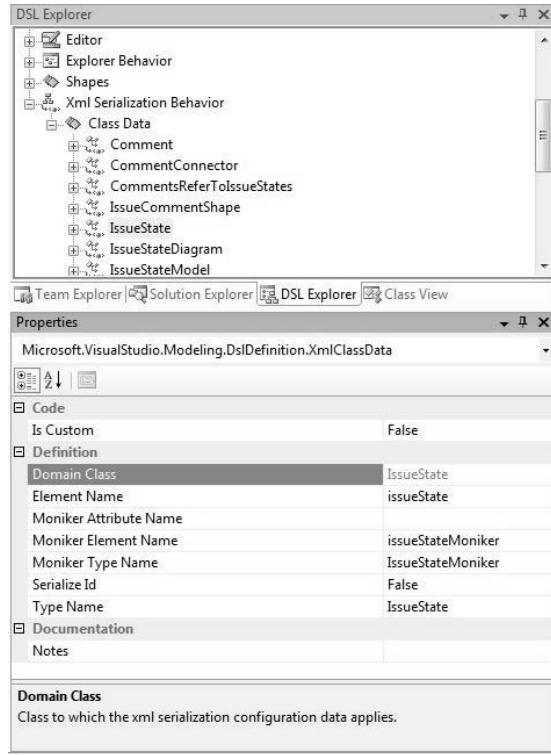 DSL Explorer
Editor
Explorer Behavior
Shapes
Xml Serialization Behavior
Class Data
Comment
CommentConnector
CommentsReferToIssueStates
IssueCommentShape
IssueState
IssueStateDiagram
IssueStateModel
Team Explorer Solution Explorer DSL Explorer Class View
Properties
Microsoft.VisualStudio.Modeling.DslDefinition.XmlClassData
Code
Is Custom False
Definition
Domain Class IssueState
Element Name issueState
Moniker Attribute Name
Moniker Element Name issueStateMoniker
Moniker Type Name IssueStateMoniker
Serialize Id False
Type Name IssueState
Documentation
Notes
Domain Class
Class to which the xml serialization configuration data applies.